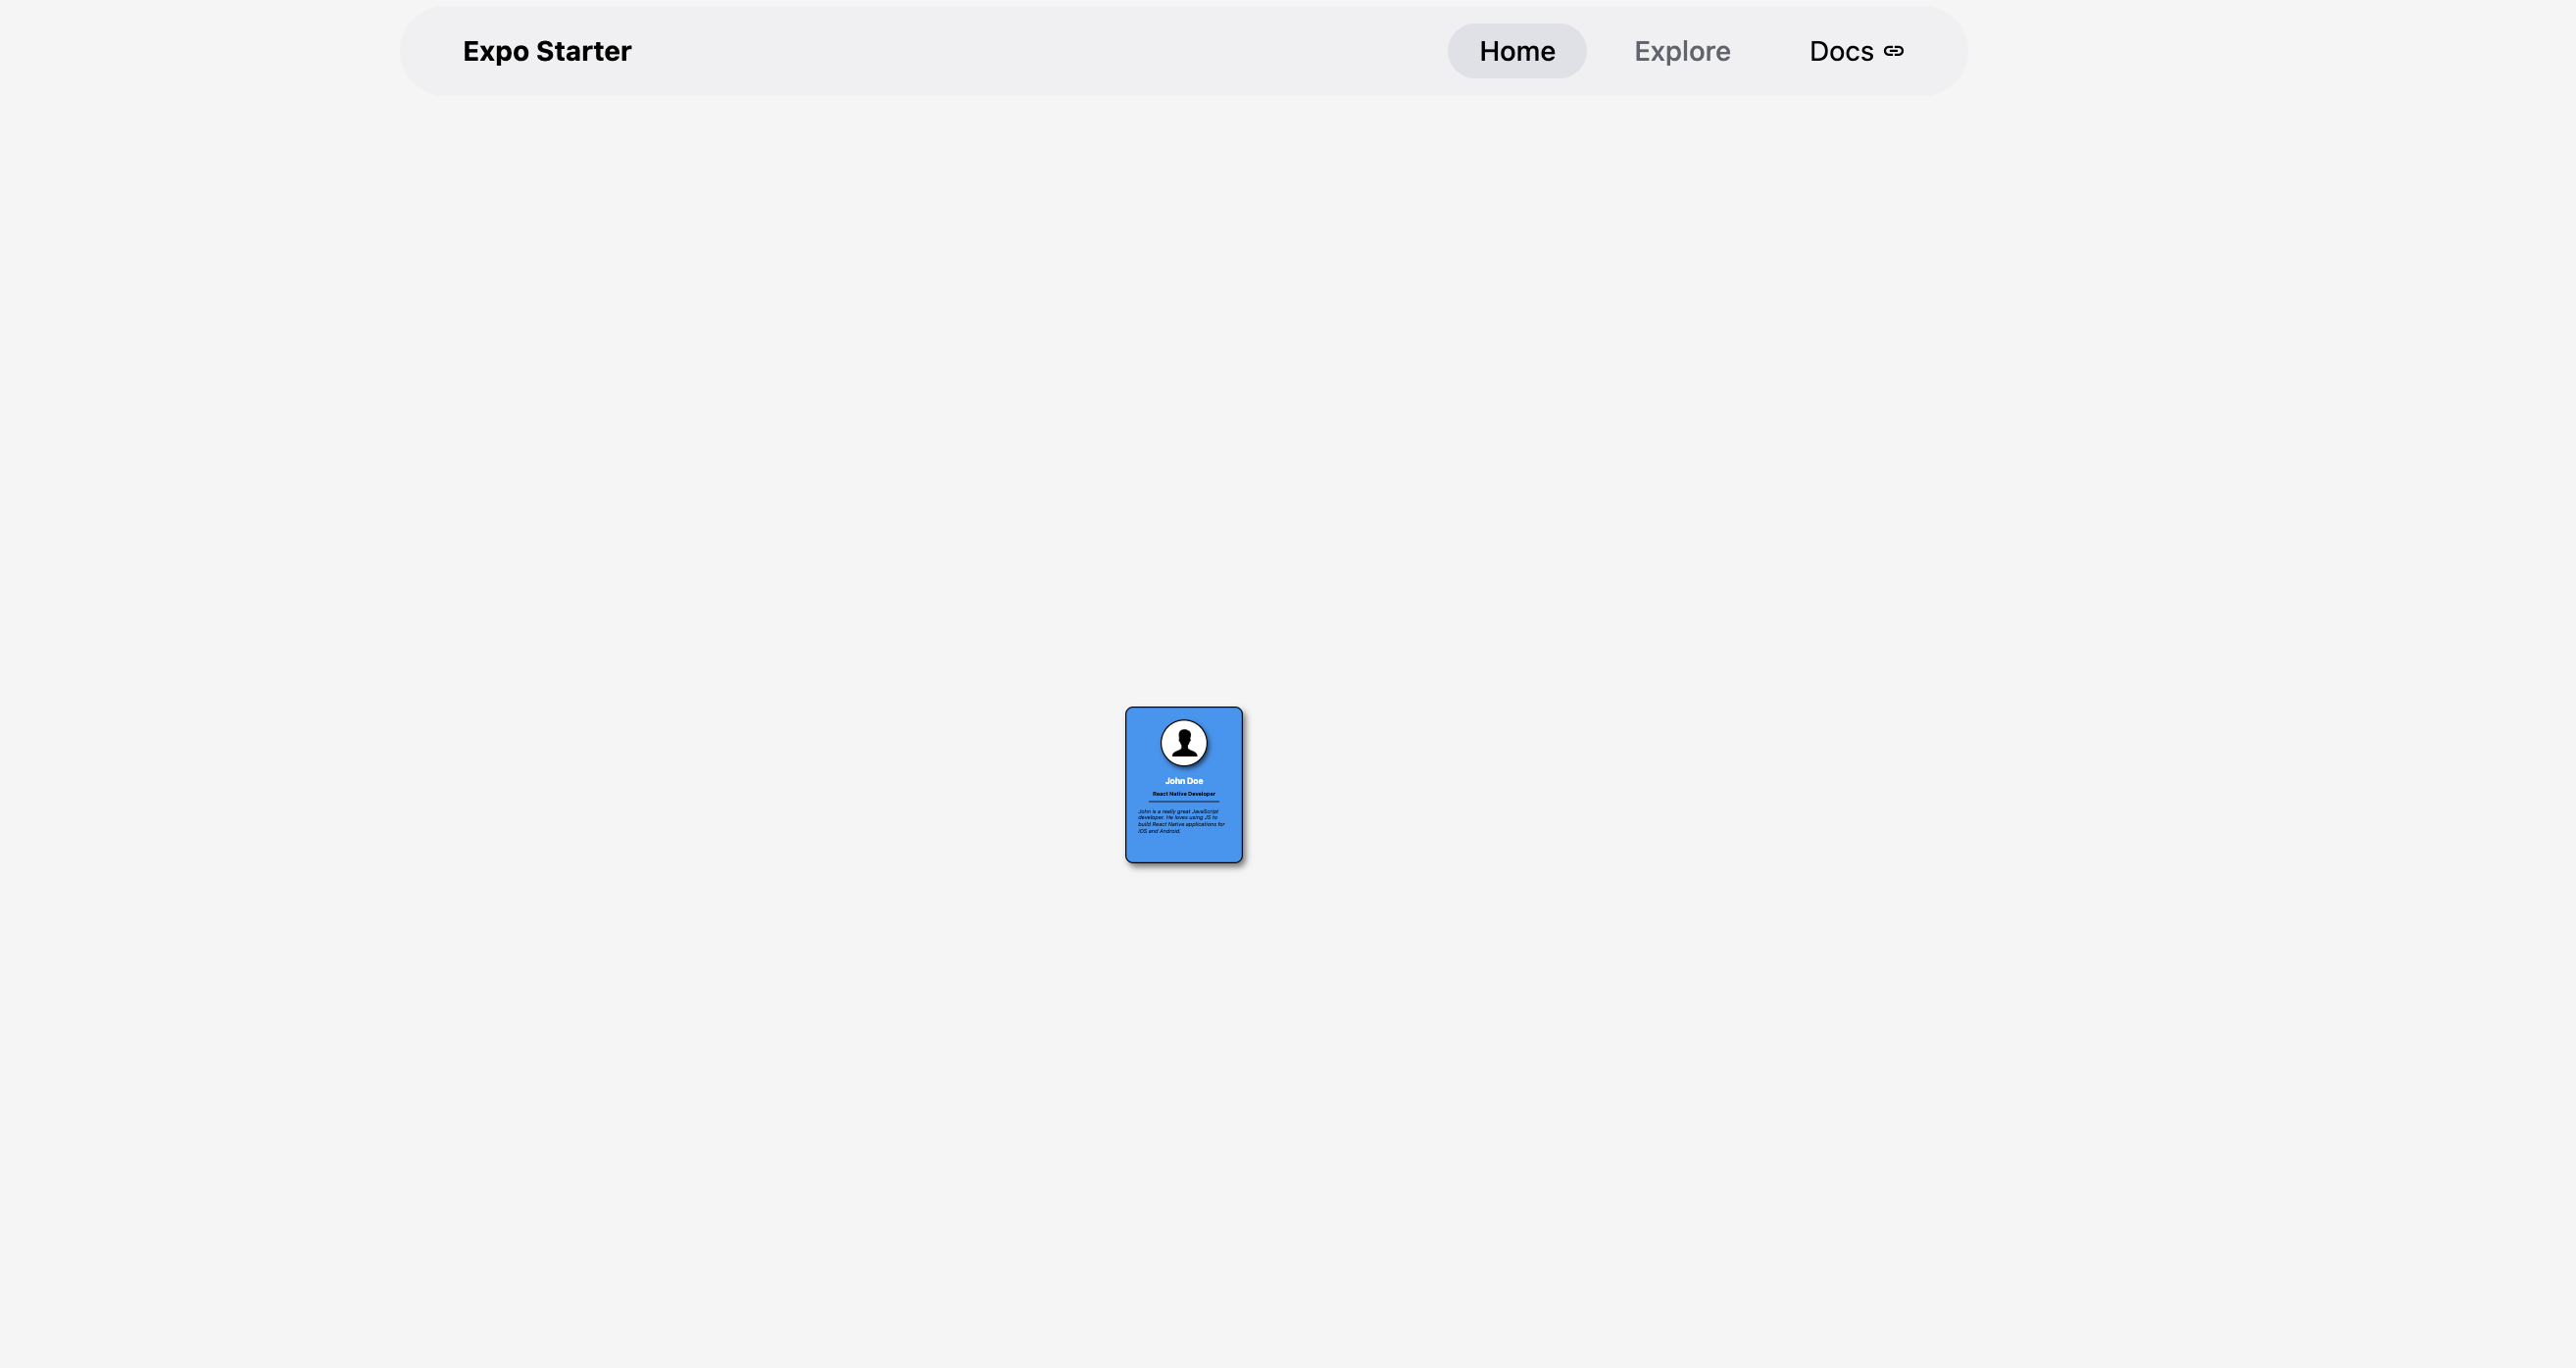 Expo Starter
Home
Explore
Docs
John Doe
React Native Developer
John is a really great JavaScript
developer. He loves using JS to
build React Native applications for
iOS and Android.